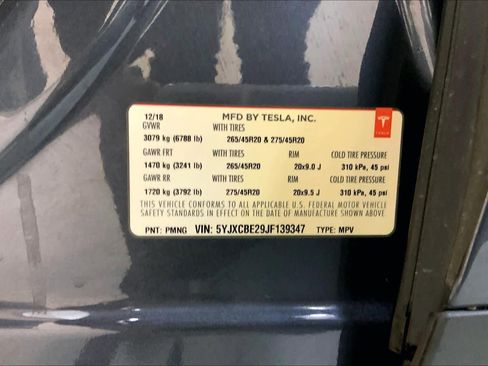 12/18 MFD BY TESLA, INC.
GVWR WITH TIRES
3079 kg (6788 lb) 265/45R20 & 275/45R20
GAWR FRT WITH TIRES RIM COLD TIRE PRESSURE
1470 kg (3241 lb) 265/45R20 20x9.0 J 310 kPa, 45 psi
GAWR RR WITH TIRES RIM COLD TIRE PRESSURE
1720 kg (3792 lb) 275/45R20 20x9.5 J 310 kPa, 45 psi
THIS VEHICLE CONFORMS TO ALL APPLICABLE U.S. FEDERAL MOTOR VEHICLE
SAFETY STANDARDS IN EFFECT ON THE DATE OF MANUFACTURE SHOWN ABOVE.
PNT: PMNG VIN: 5YJXCBE29JF139347 TYPE: MPV
TESLA